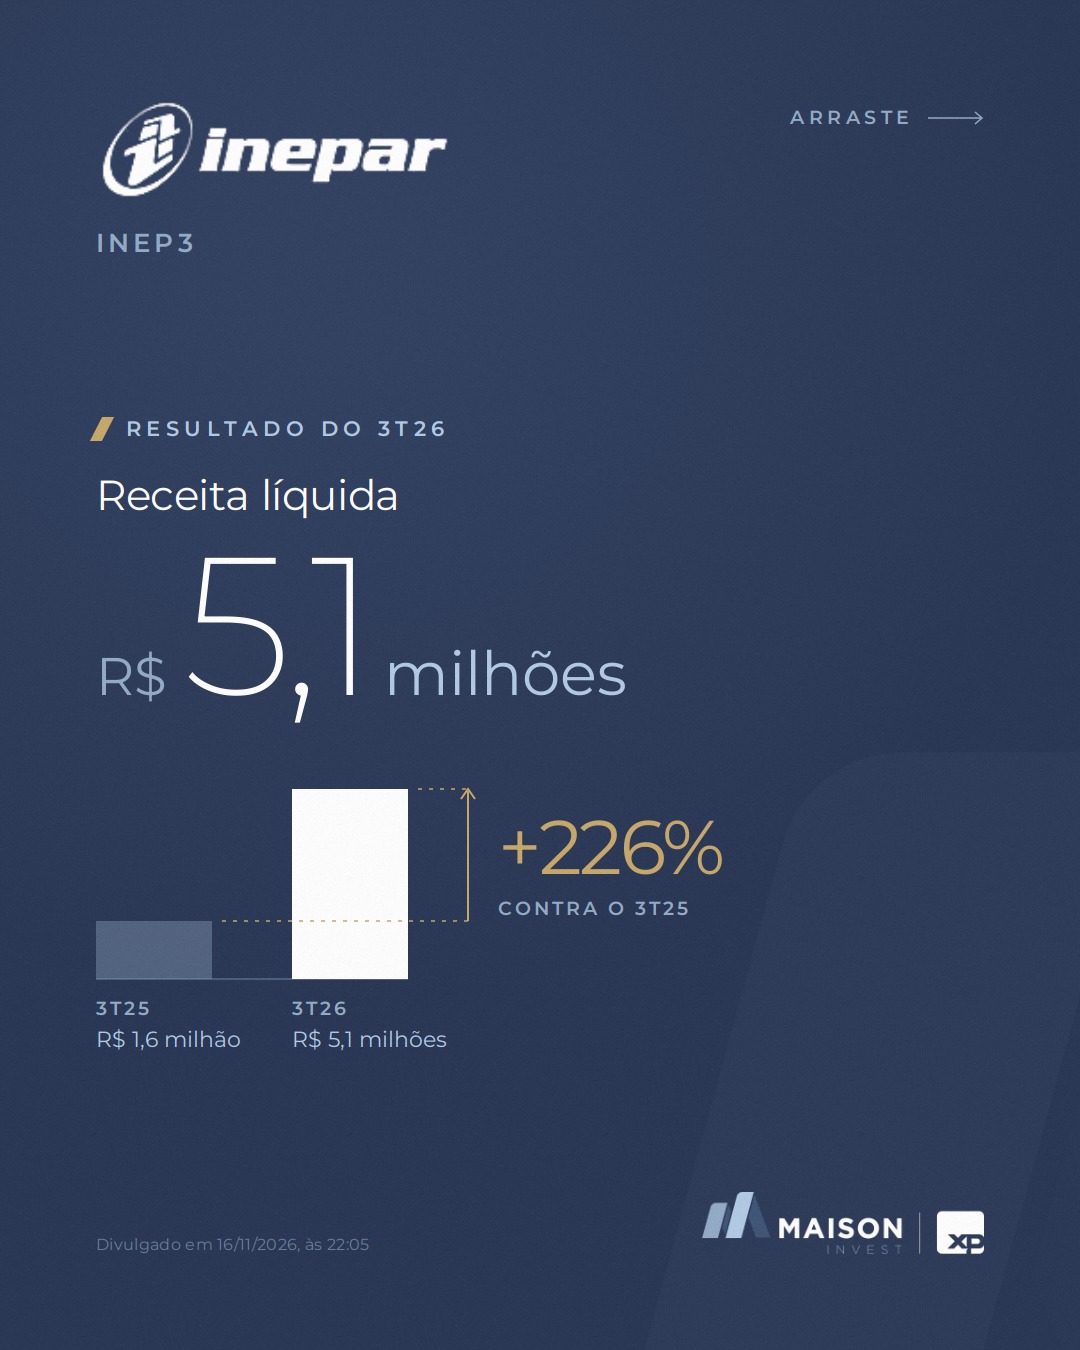 inepar
ARRASTE
INEP3
RESULTADO DO 3T26
Receita líquida
R$ 5,1 milhões
+226%
CONTRA O 3T25
3T25
R$ 1,6 milhão
3T26
R$ 5,1 milhões
Divulgado em 16/11/2026, às 22:05
MAISON
INVEST
xp